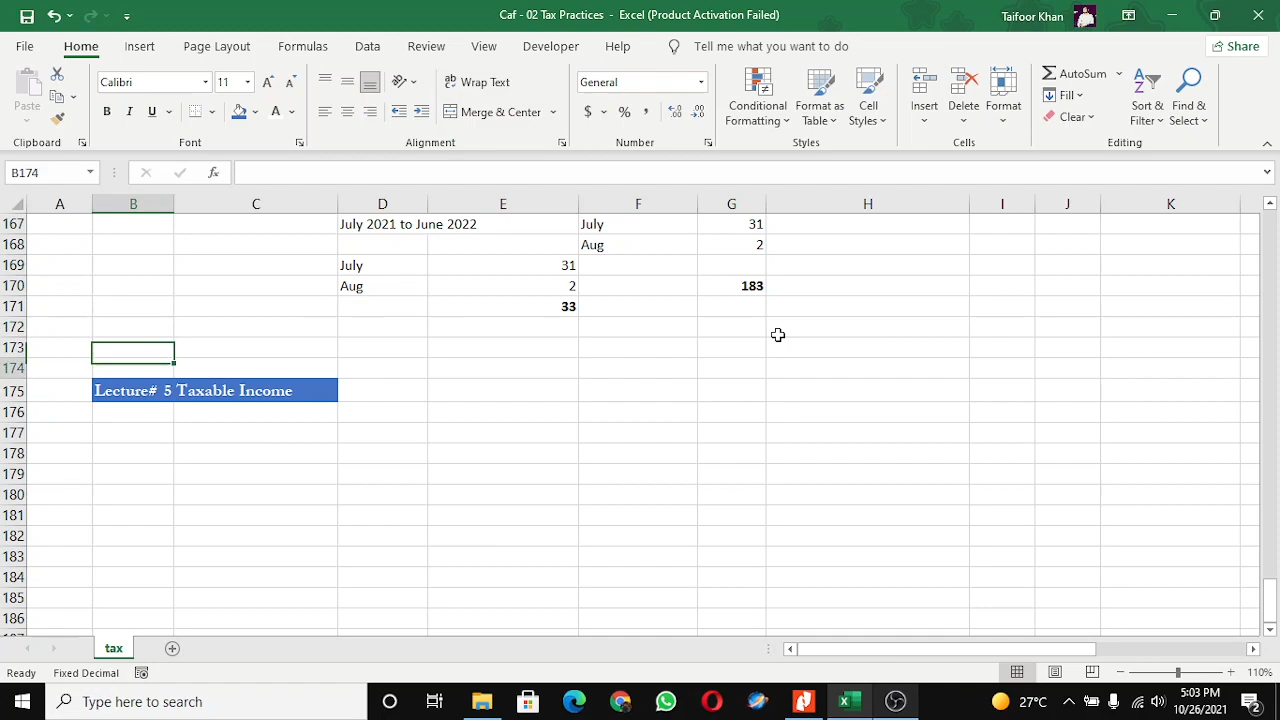 Caf - 02 Tax Practices - Excel (Product Activation Failed)
Taifoor Khan
File Home Insert Page Layout Formulas Data Review View Developer Help Tell me what you want to do Share
Paste
Clipboard
Calibri 11
B I U
Font
Wrap Text
Merge & Center
Alignment
General
$ % ,
Number
Conditional Formatting
Format as Table
Cell Styles
Styles
Insert Delete Format
Cells
AutoSum
Fill
Clear
Sort & Filter
Find & Select
Editing
B174
fx
A B C D E F G H I J K
167 July 2021 to June 2022 July 31
168 Aug 2
169 July 31
170 Aug 2 183
171 33
172
173
174
175 Lecture# 5 Taxable Income
176
177
178
179
180
181
182
183
184
185
186
tax
Ready Fixed Decimal 110%
Type here to search
27°C
5:03 PM
10/26/2021
2